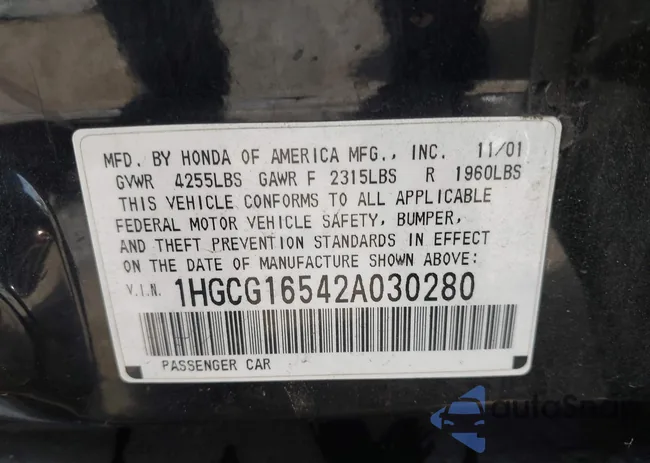 MFD. BY HONDA OF AMERICA MFG., INC. 11/01
GVWR 4255LBS GAWR F 2315LBS R 1960LBS
THIS VEHICLE CONFORMS TO ALL APPLICABLE
FEDERAL MOTOR VEHICLE SAFETY, BUMPER,
AND THEFT PREVENTION STANDARDS IN EFFECT
ON THE DATE OF MANUFACTURE SHOWN ABOVE:
V.I.N. 1HGCG16542A030280
PASSENGER CAR